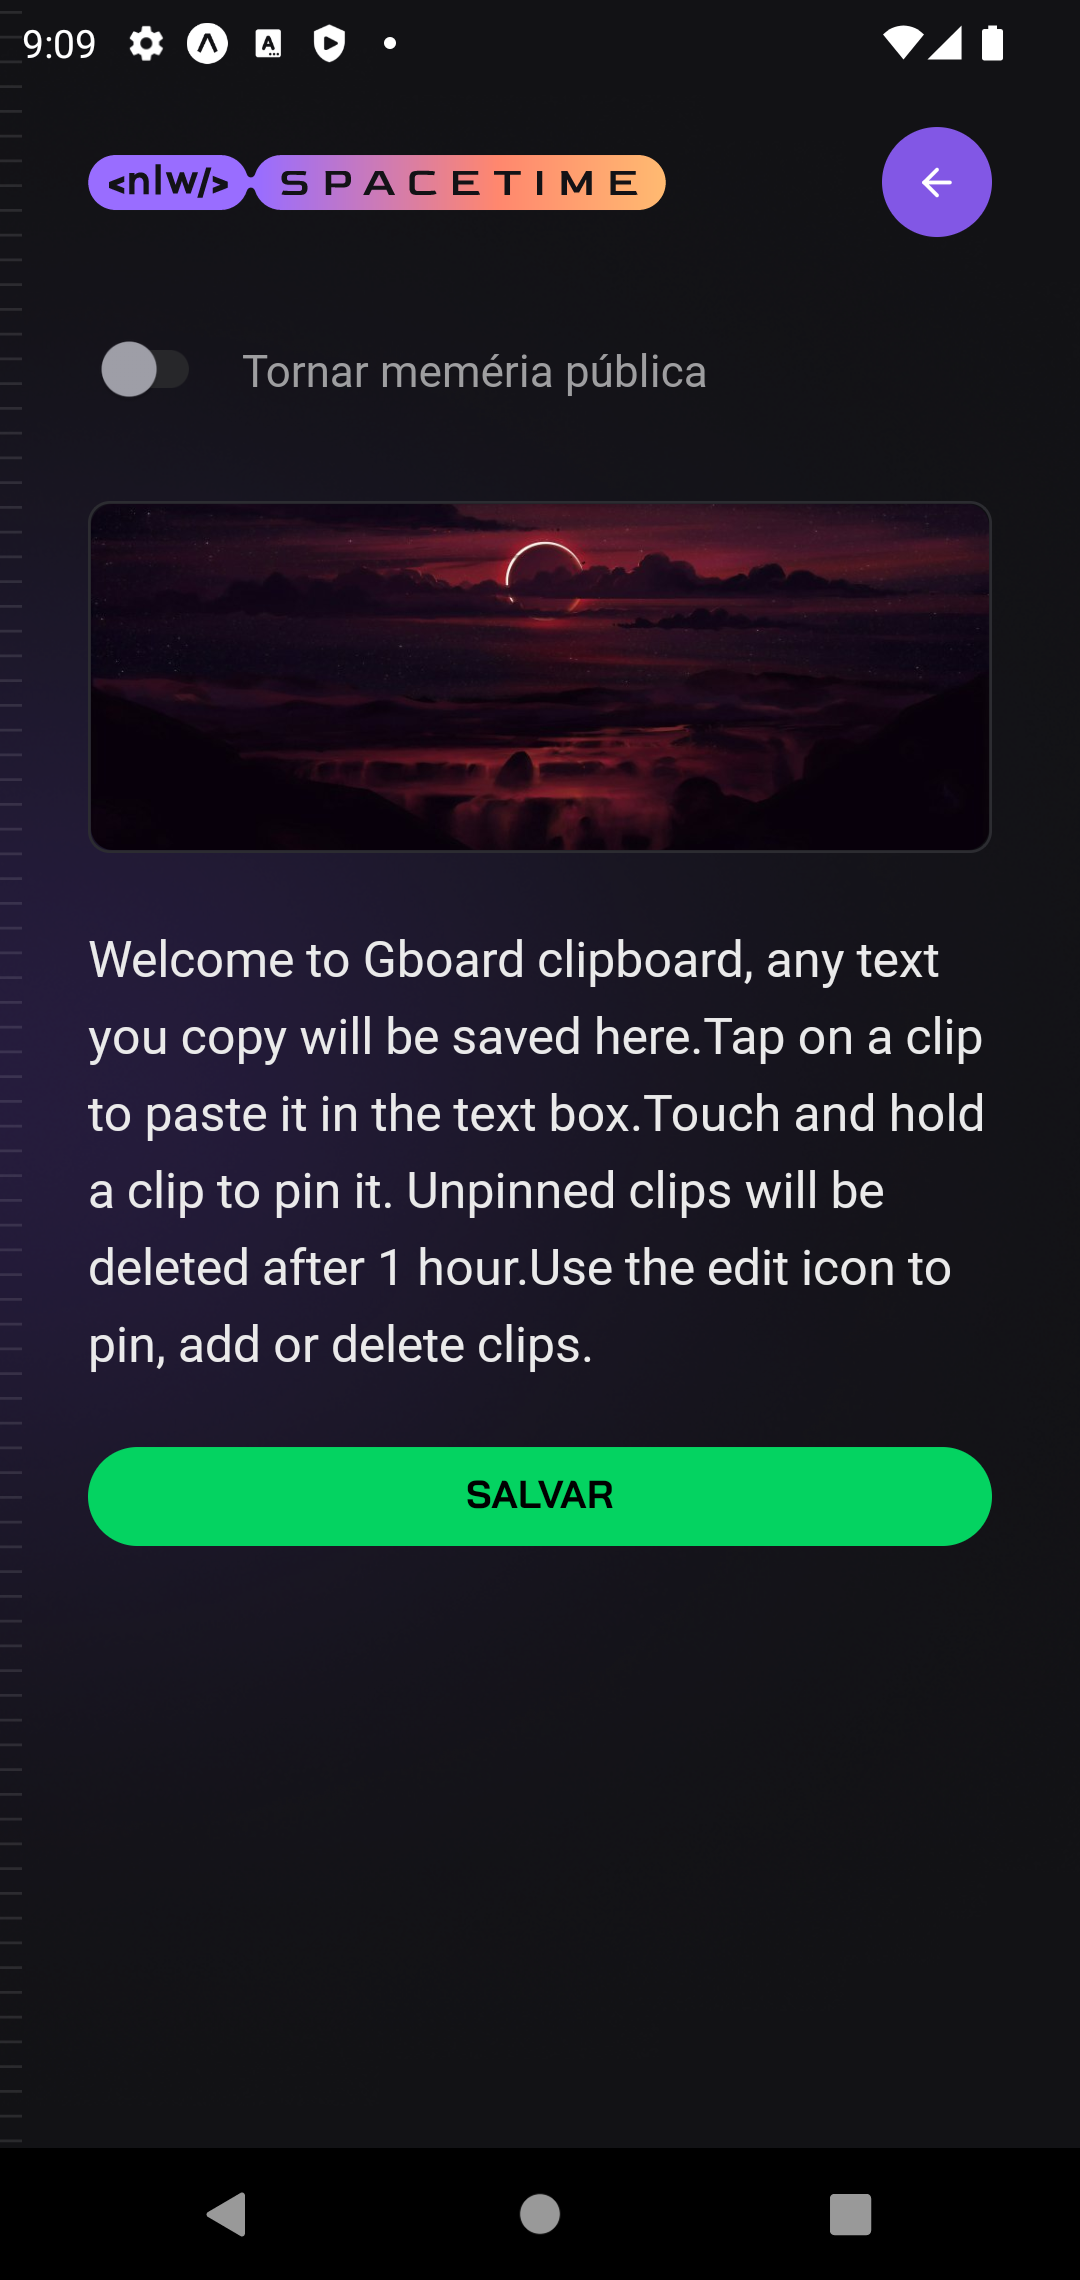 9:09
<nlw/> SPACETIME
Tornar meméria pública
Welcome to Gboard clipboard, any text
you copy will be saved here.Tap on a clip
to paste it in the text box.Touch and hold
a clip to pin it. Unpinned clips will be
deleted after 1 hour.Use the edit icon to
pin, add or delete clips.
SALVAR